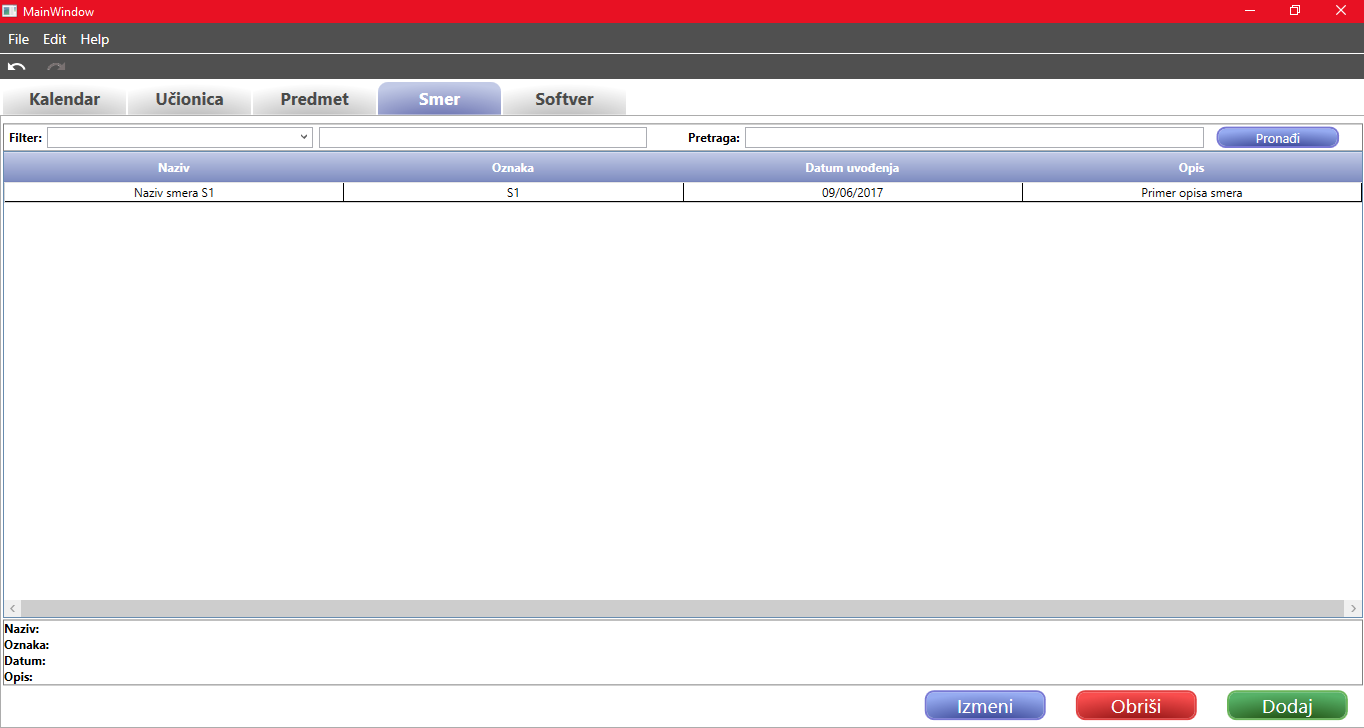 MainWindow
File Edit Help
Kalendar Učionica Predmet Smer Softver
Filter: Pretraga: Pronađi
Naziv Oznaka Datum uvođenja Opis
Naziv smera S1 S1 09/06/2017 Primer opisa smera
Naziv:
Oznaka:
Datum:
Opis:
Izmeni Obriši Dodaj